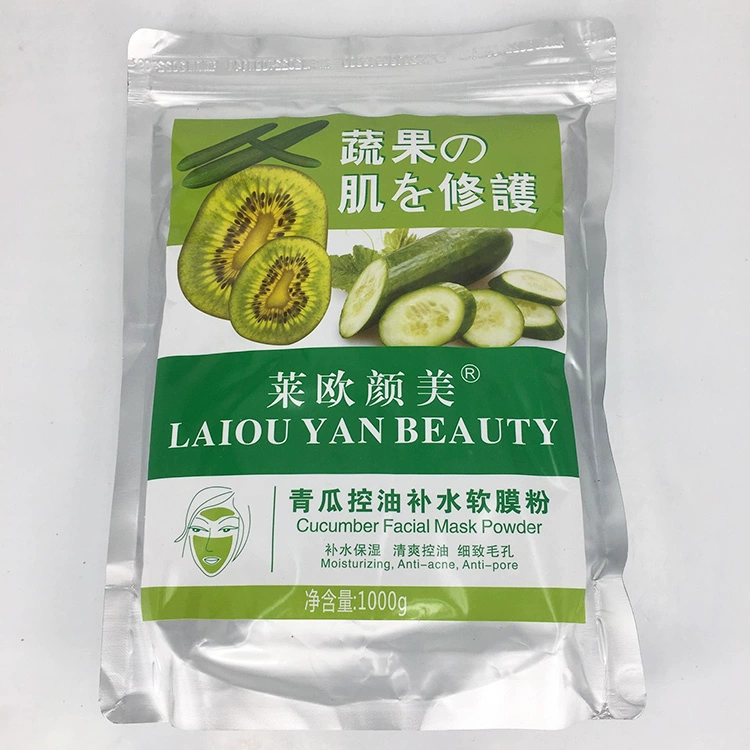 蔬果の
肌を修護
莱欧颜美®
LAIOU YAN BEAUTY
青瓜控油补水软膜粉
Cucumber Facial Mask Powder
补水保湿 清爽控油 细致毛孔
Moisturizing, Anti-acne, Anti-pore
净含量:1000g